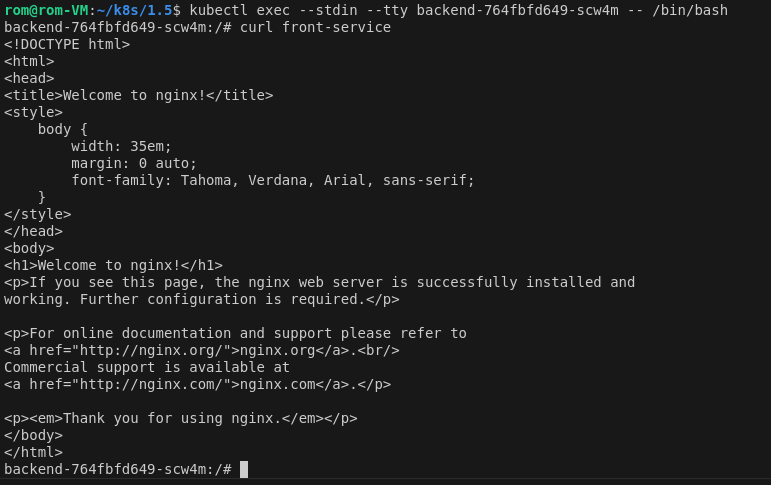 rom@rom-VM:~/k8s/1.5$ kubectl exec --stdin --tty backend-764fbfd649-scw4m -- /bin/bash
backend-764fbfd649-scw4m:/# curl front-service
<!DOCTYPE html>
<html>
<head>
<title>Welcome to nginx!</title>
<style>
    body {
        width: 35em;
        margin: 0 auto;
        font-family: Tahoma, Verdana, Arial, sans-serif;
    }
</style>
</head>
<body>
<h1>Welcome to nginx!</h1>
<p>If you see this page, the nginx web server is successfully installed and
working. Further configuration is required.</p>

<p>For online documentation and support please refer to
<a href="http://nginx.org/">nginx.org</a>.<br/>
Commercial support is available at
<a href="http://nginx.com/">nginx.com</a>.</p>

<p><em>Thank you for using nginx.</em></p>
</body>
</html>
backend-764fbfd649-scw4m:/#